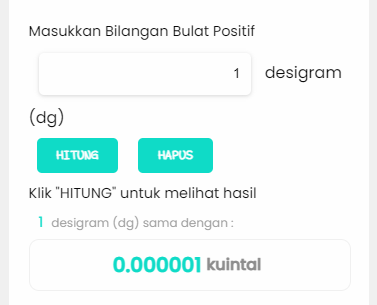 Masukkan Bilangan Bulat Positif
1 desigram
(dg)
HITUNG HAPUS
Klik "HITUNG" untuk melihat hasil
1 desigram (dg) sama dengan :
0.000001 kuintal